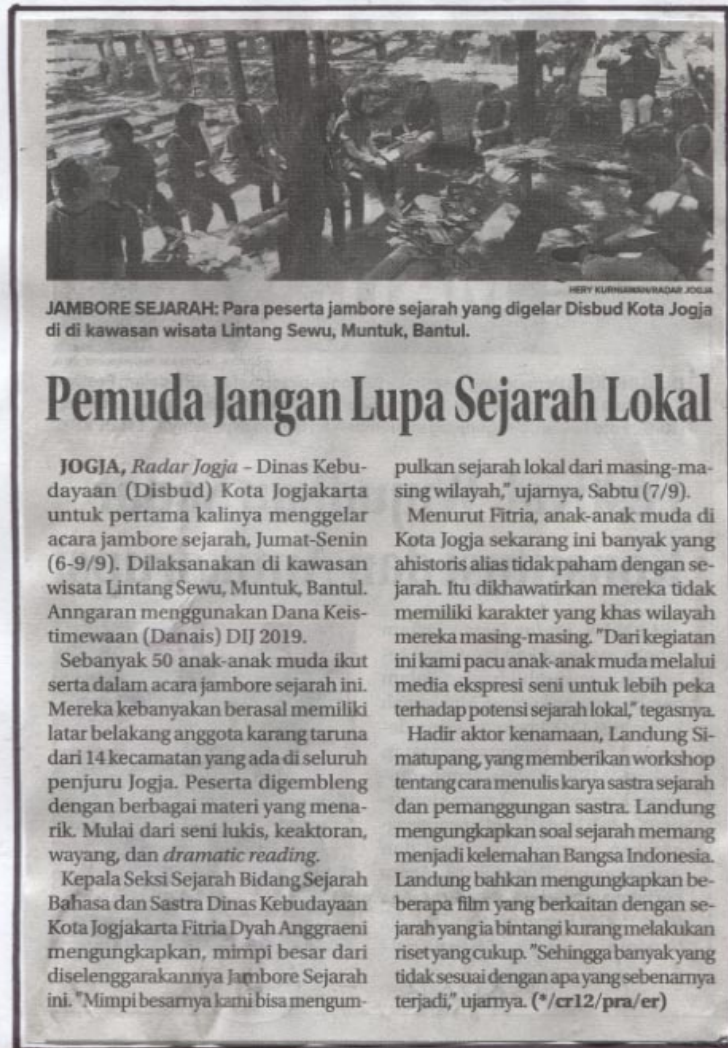 HERY KURNIAWAN/RADAR JOGJA
JAMBORE SEJARAH: Para peserta jambore sejarah yang digelar Disbud Kota Jogja
di di kawasan wisata Lintang Sewu, Muntuk, Bantul.
Pemuda Jangan Lupa Sejarah Lokal
JOGJA, Radar Jogja – Dinas Kebu-
dayaan (Disbud) Kota Jogjakarta
untuk pertama kalinya menggelar
acara jambore sejarah, Jumat-Senin
(6-9/9). Dilaksanakan di kawasan
wisata Lintang Sewu, Muntuk, Bantul.
Anngaran menggunakan Dana Keis-
timewaan (Danais) DIJ 2019.
Sebanyak 50 anak-anak muda ikut
serta dalam acara jambore sejarah ini.
Mereka kebanyakan berasal memiliki
latar belakang anggota karang taruna
dari 14 kecamatan yang ada di seluruh
penjuru Jogja. Peserta digembleng
dengan berbagai materi yang mena-
rik. Mulai dari seni lukis, keaktoran,
wayang, dan dramatic reading.
Kepala Seksi Sejarah Bidang Sejarah
Bahasa dan Sastra Dinas Kebudayaan
Kota Jogjakarta Fitria Dyah Anggraeni
mengungkapkan, mimpi besar dari
diselenggarakannya Jambore Sejarah
ini. "Mimpi besarnya kami bisa mengum-
pulkan sejarah lokal dari masing-ma-
sing wilayah," ujarnya, Sabtu (7/9).
Menurut Fitria, anak-anak muda di
Kota Jogja sekarang ini banyak yang
ahistoris alias tidak paham dengan se-
jarah. Itu dikhawatirkan mereka tidak
memiliki karakter yang khas wilayah
mereka masing-masing. "Dari kegiatan
ini kami pacu anak-anak muda melalui
media ekspresi seni untuk lebih peka
terhadap potensi sejarah lokal," tegasnya.
Hadir aktor kenamaan, Landung Si-
matupang, yang memberikan workshop
tentang cara menulis karya sastra sejarah
dan pemanggungan sastra. Landung
mengungkapkan soal sejarah memang
menjadi kelemahan Bangsa Indonesia.
Landung bahkan mengungkapkan be-
berapa film yang berkaitan dengan se-
jarah yang ia bintangi kurang melakukan
riset yang cukup. "Sehingga banyak yang
tidak sesuai dengan apa yang sebenarnya
terjadi," ujarnya. (*/cr12/pra/er)